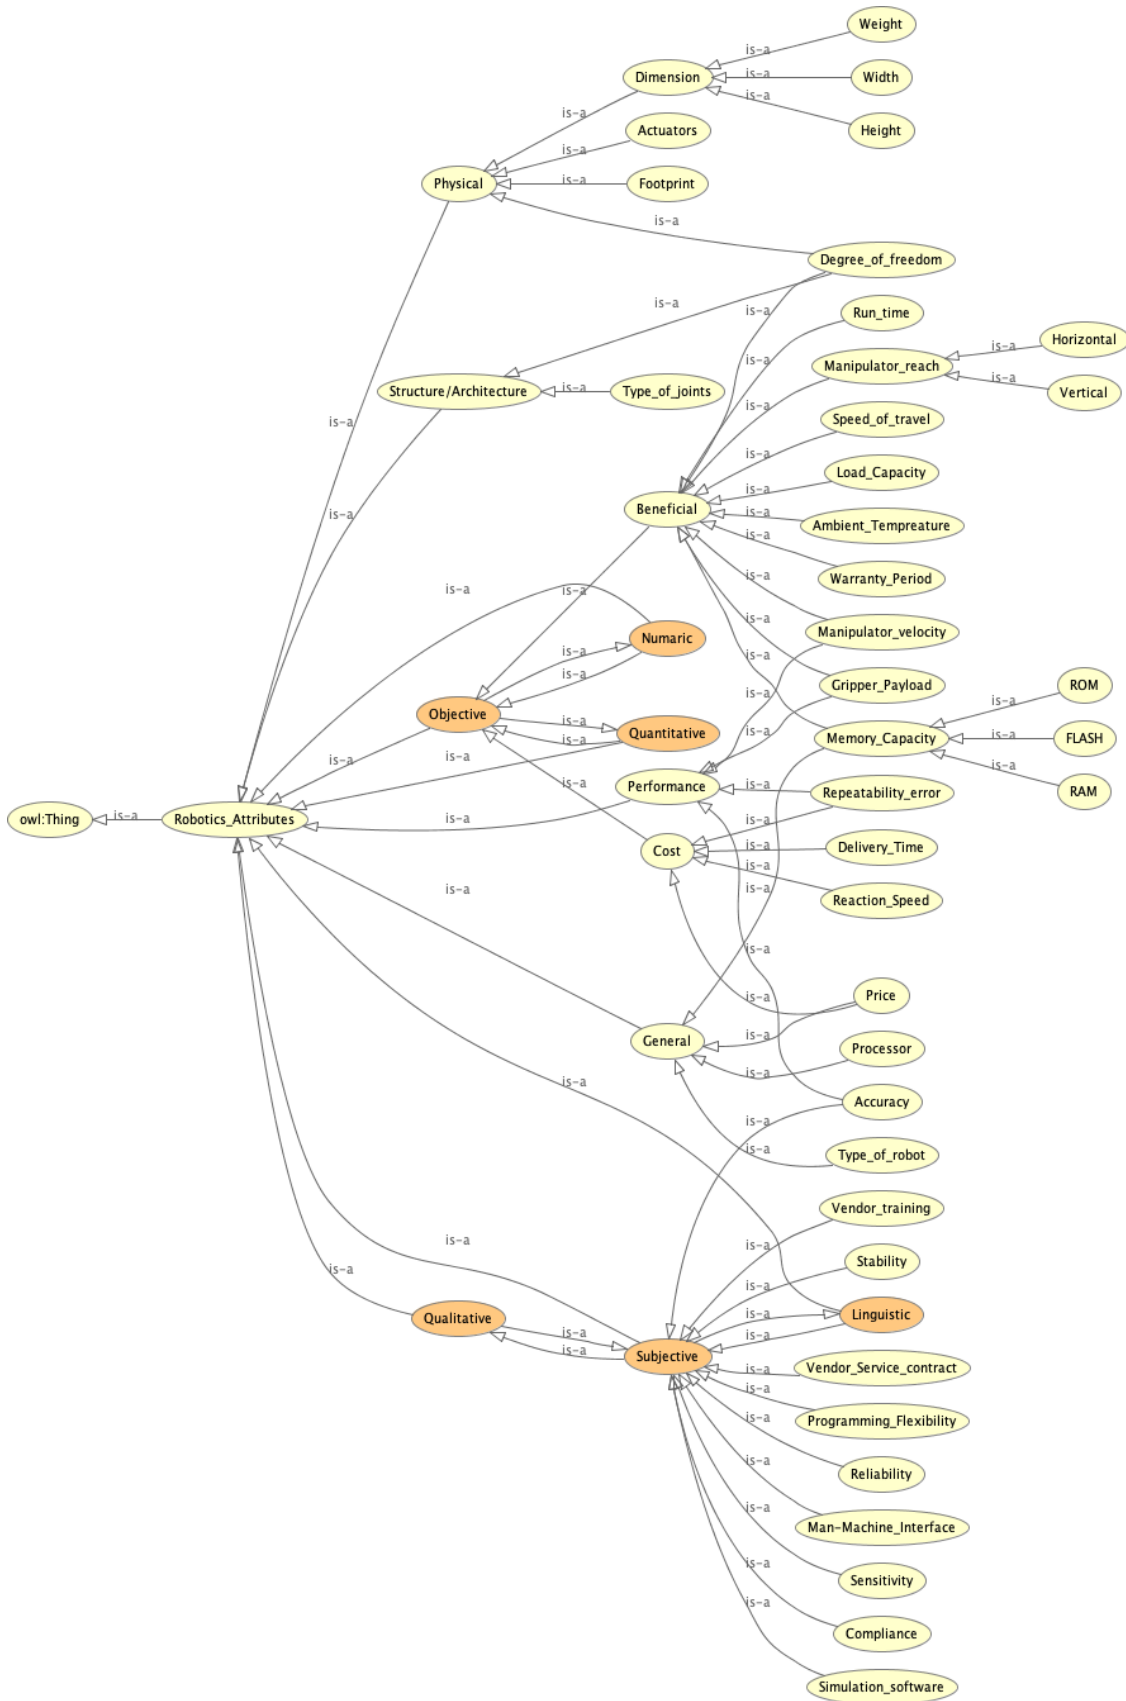 Weight
is-a
Dimension
is-a
Width
is-a
is-a
Actuators
Height
is-a
Physical
is-a
Footprint
is-a
Degree_of_freedom
is-a
is-a
Run_time
Horizontal
is-a
is-a
Manipulator_reach
Structure/Architecture
is-a
Type_of_joints
is-a
is-a
Vertical
Speed_of_travel
is-a
is-a
Load_Capacity
is-a
Beneficial
is-a
is-a
Ambient_Tempreature
is-a
Warranty_Period
is-a
is-a
is-a
Numaric
is-a
Manipulator_velocity
is-a
is-a
is-a
Gripper_Payload
ROM
is-a
is-a
Objective
is-a
Quantitative
is-a
Memory_Capacity
is-a
FLASH
is-a
is-a
is-a
is-a
Performance
is-a
Repeatability_error
RAM
owl:Thing
is-a
Robotics_Attributes
is-a
is-a
Cost
is-a
Delivery_Time
is-a
is-a
is-a
Reaction_Speed
is-a
is-a
Price
General
is-a
Processor
is-a
is-a
Accuracy
is-a
is-a
Type_of_robot
Vendor_training
is-a
is-a
Stability
is-a
is-a
Qualitative
is-a
is-a
Linguistic
is-a
is-a
Subjective
is-a
Vendor_Service_contract
is-a
Programming_Flexibility
is-a
Reliability
is-a
Man-Machine_Interface
is-a
Sensitivity
is-a
is-a
Compliance
Simulation_software